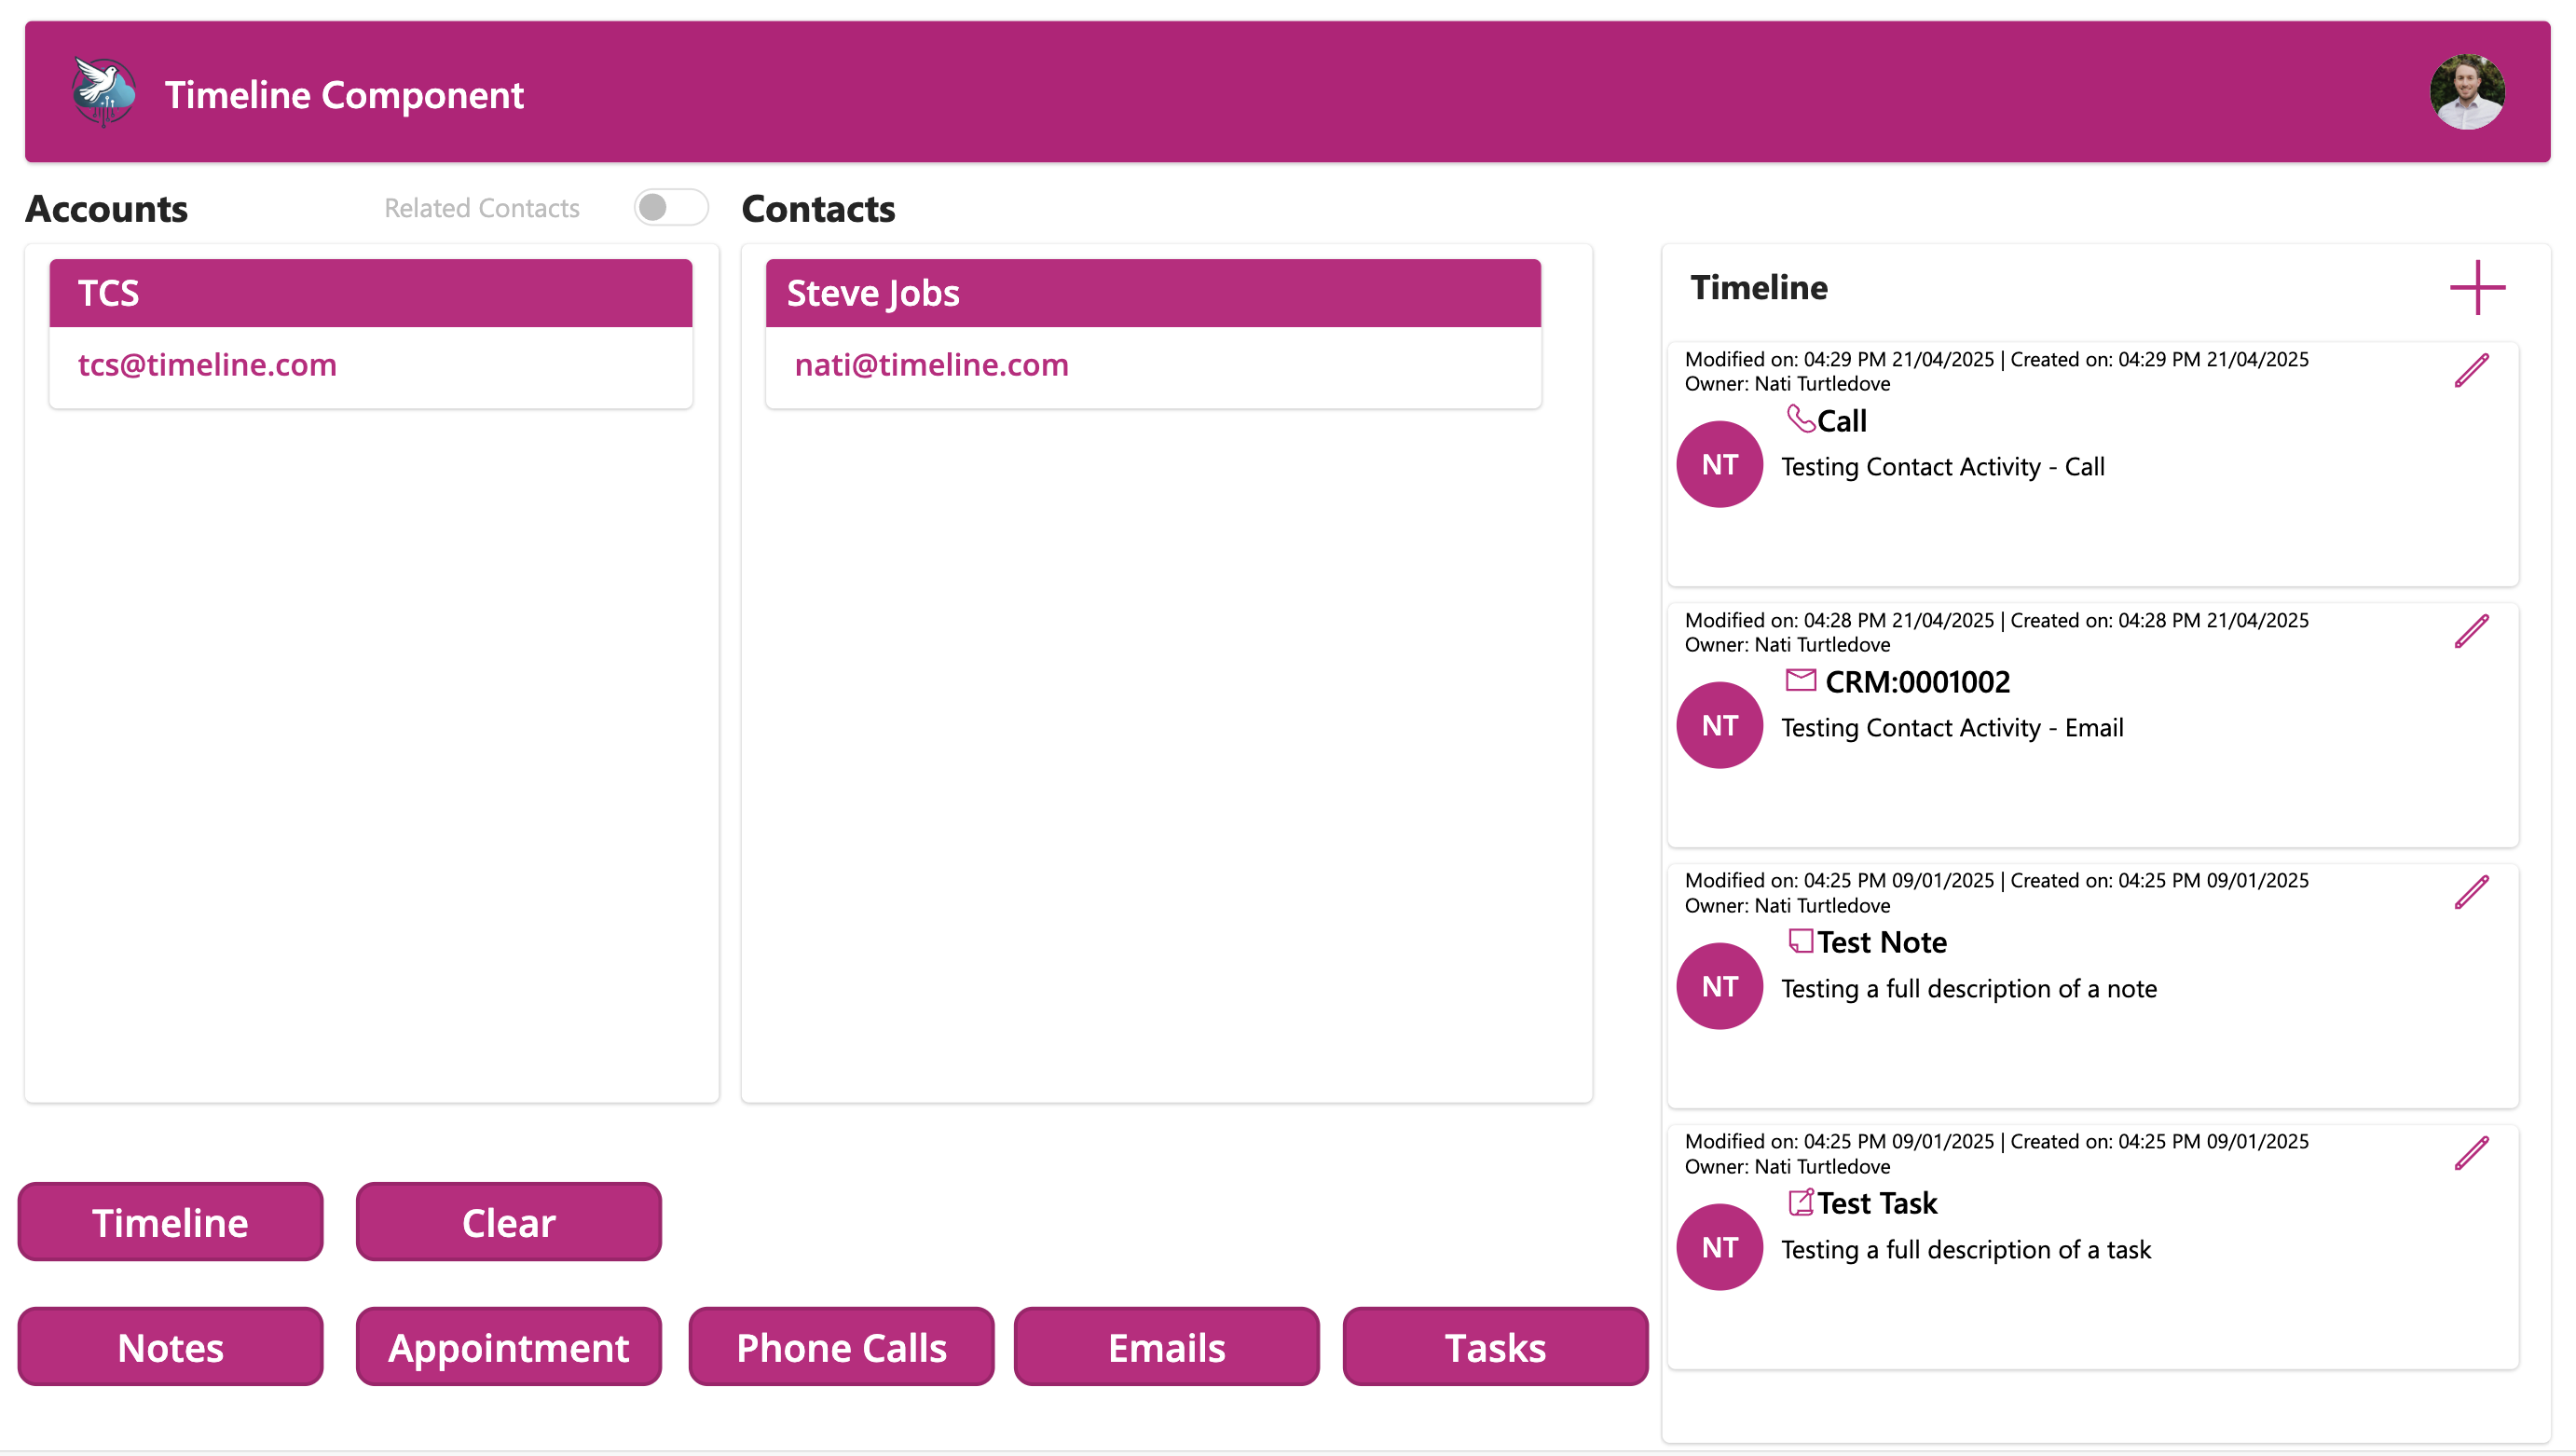 Timeline Component
Accounts
Related Contacts
Contacts
TCS
tcs@timeline.com
Steve Jobs
nati@timeline.com
Timeline
Modified on: 04:29 PM 21/04/2025 | Created on: 04:29 PM 21/04/2025
Owner: Nati Turtledove
Call
NT
Testing Contact Activity - Call
Modified on: 04:28 PM 21/04/2025 | Created on: 04:28 PM 21/04/2025
Owner: Nati Turtledove
CRM:0001002
NT
Testing Contact Activity - Email
Modified on: 04:25 PM 09/01/2025 | Created on: 04:25 PM 09/01/2025
Owner: Nati Turtledove
Test Note
NT
Testing a full description of a note
Modified on: 04:25 PM 09/01/2025 | Created on: 04:25 PM 09/01/2025
Owner: Nati Turtledove
Test Task
NT
Testing a full description of a task
Timeline
Clear
Notes
Appointment
Phone Calls
Emails
Tasks